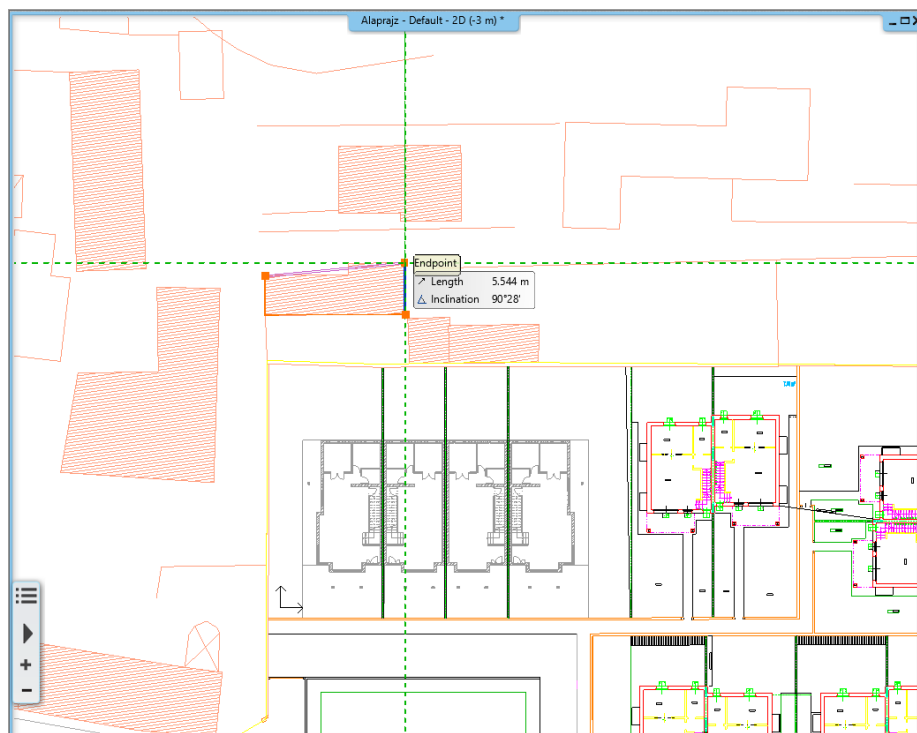 Alaprajz - Default - 2D (-3 m) *
Endpoint
Length 5.544 m
Inclination 90°28'